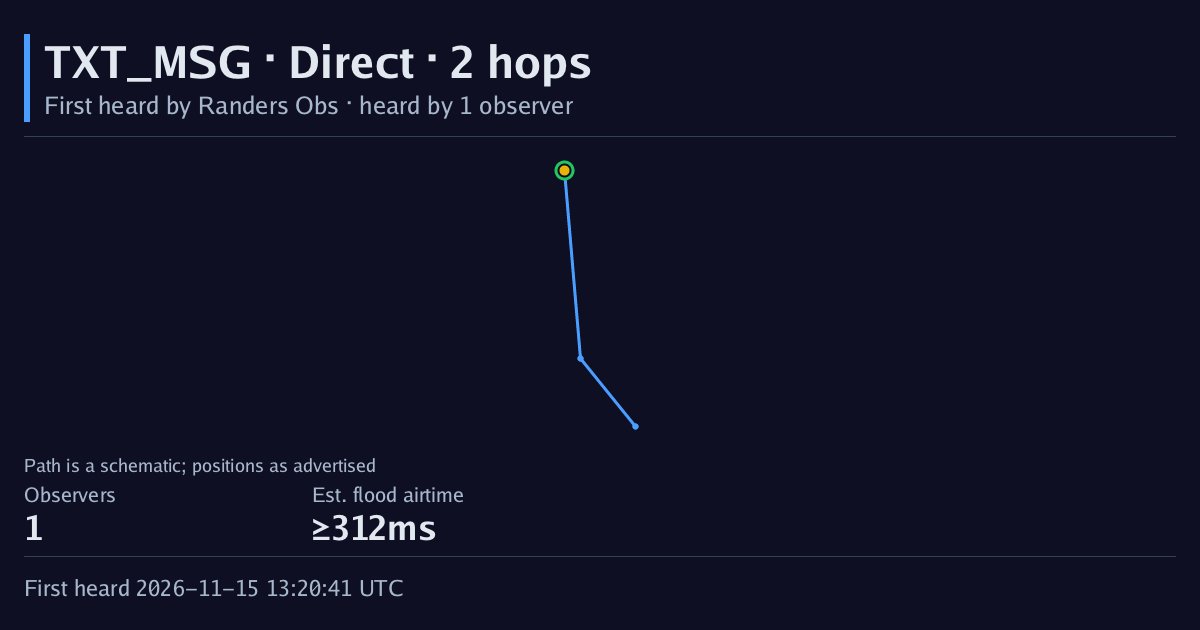 TXT_MSG · Direct · 2 hops
First heard by Randers Obs · heard by 1 observer
Path is a schematic; positions as advertised
Observers
1
Est. flood airtime
≥312ms
First heard 2026-11-15 13:20:41 UTC